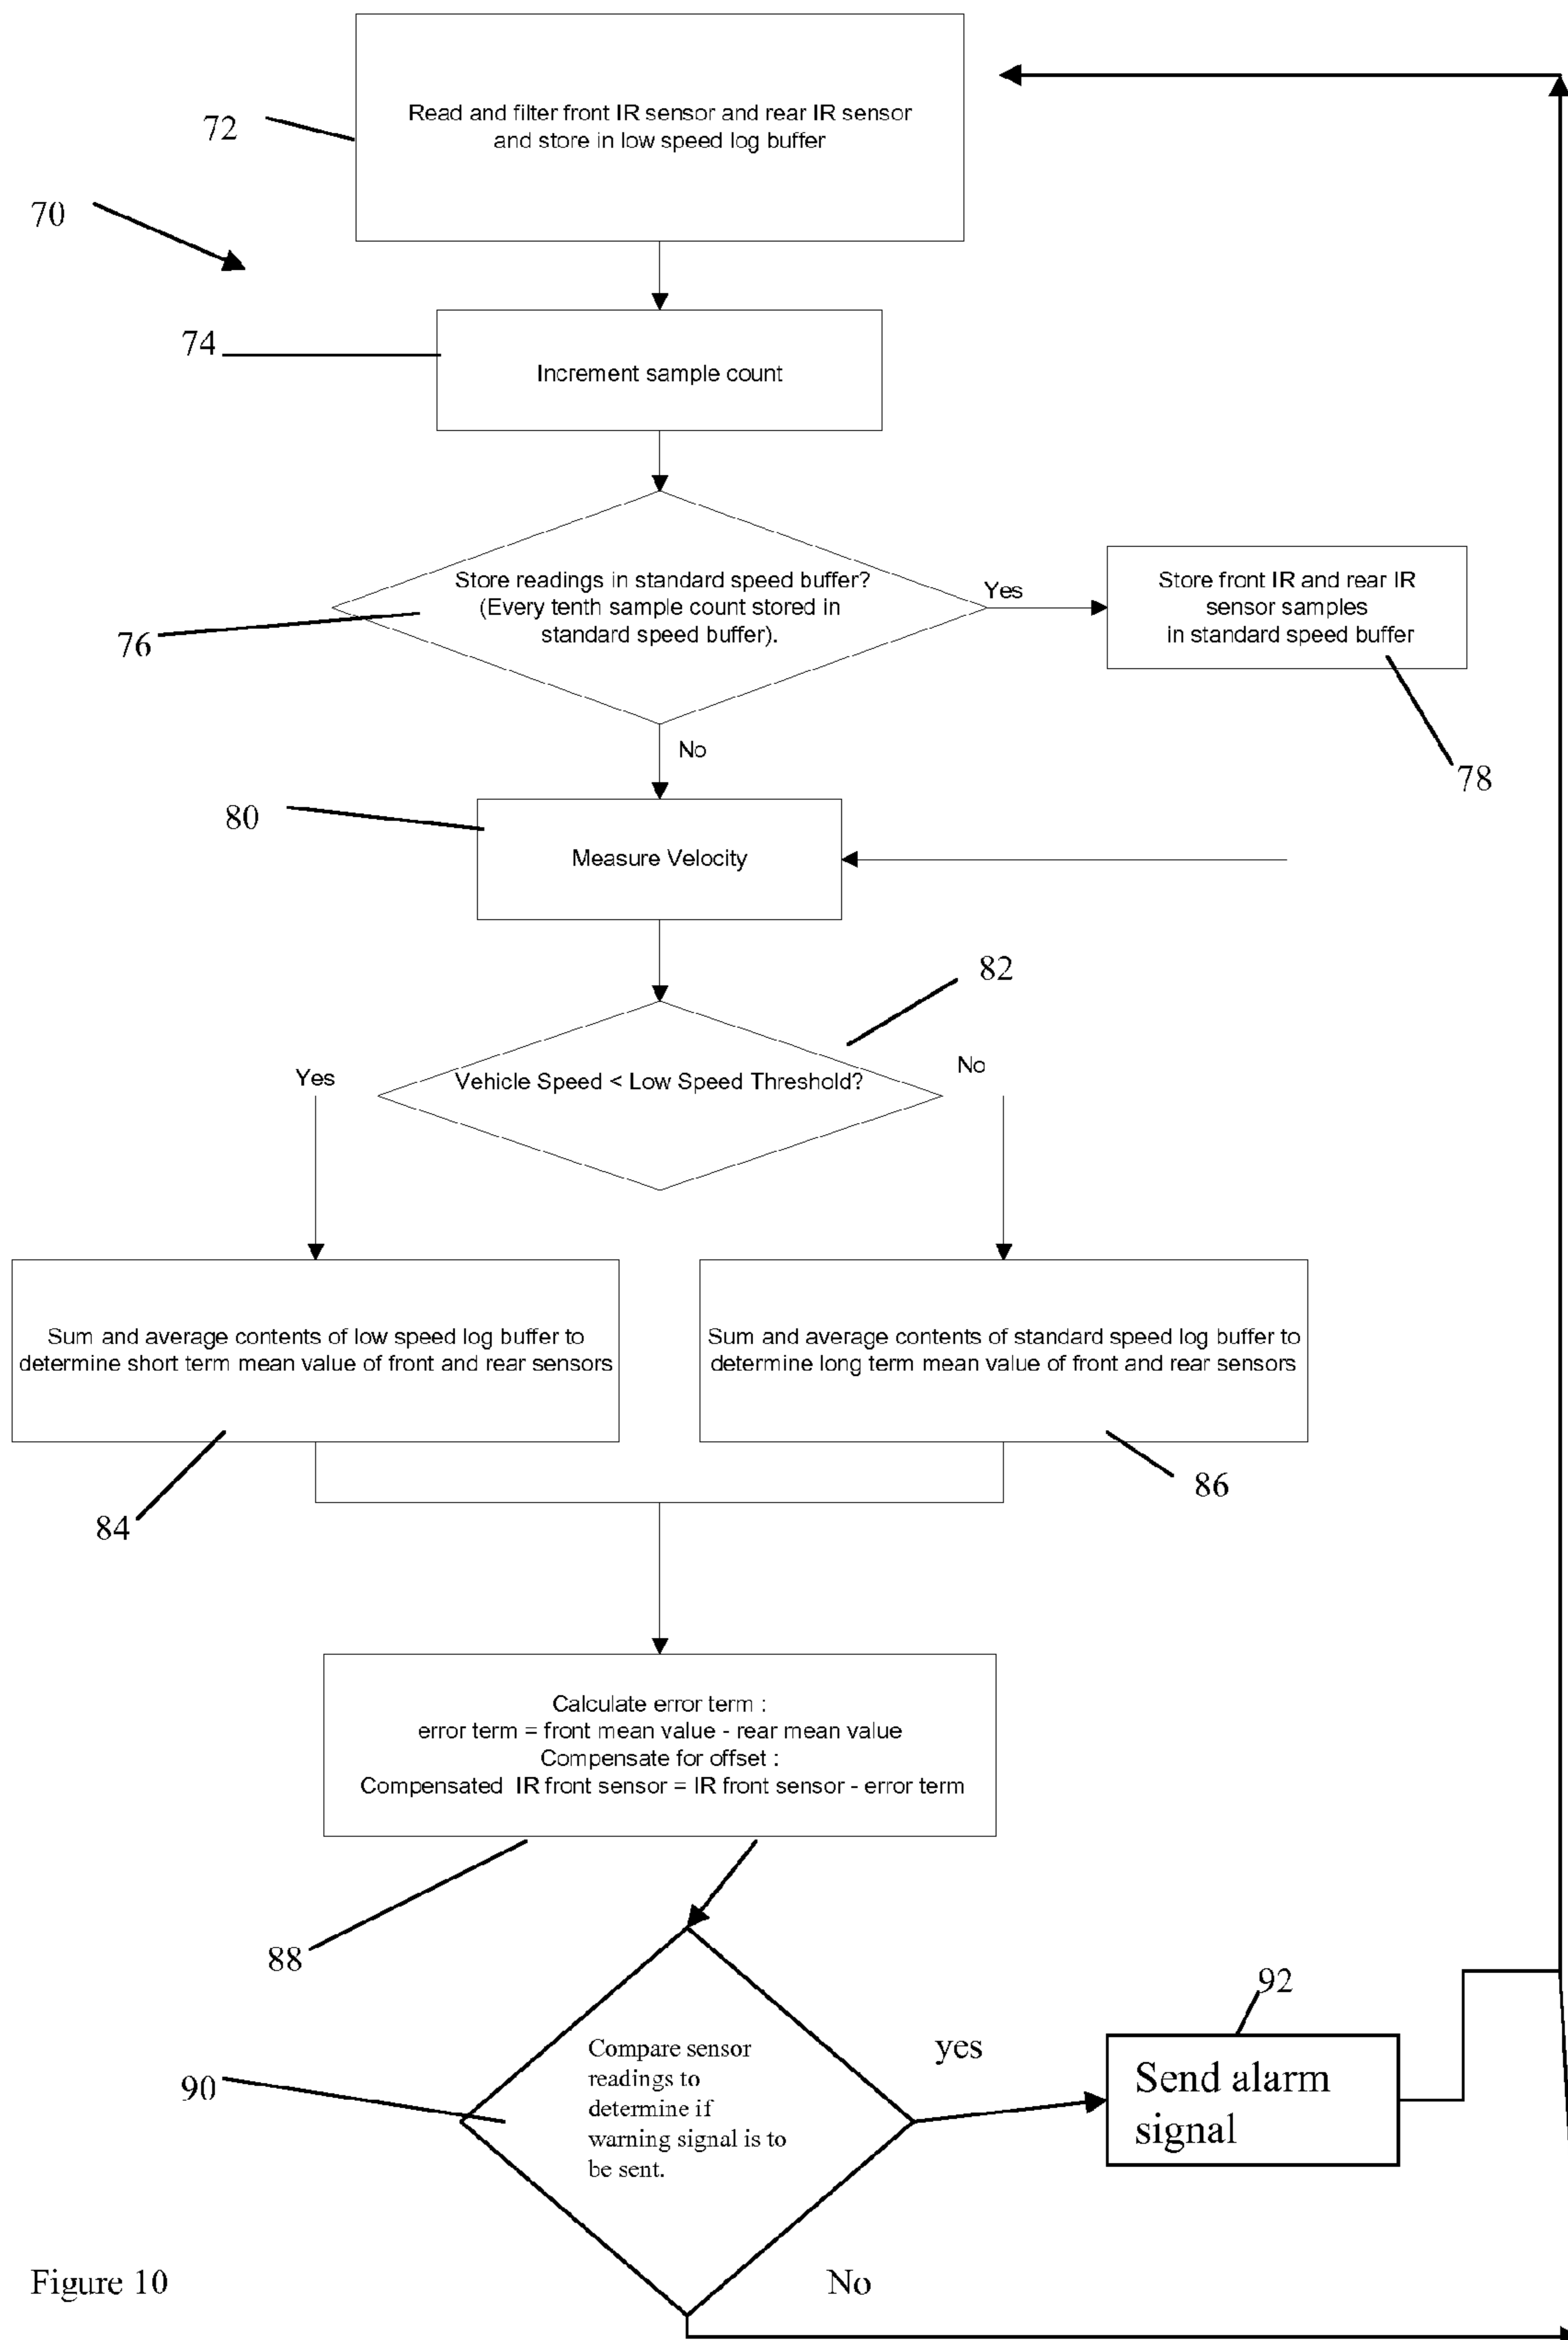 Read and filter front IR sensor and rear IR sensor
and store in low speed log buffer
72
70
74
Increment sample count
Store readings in standard speed buffer?
(Every tenth sample count stored in
standard speed buffer).
Yes
Store front IR and rear IR
sensor samples
in standard speed buffer
76
No
78
80
Measure Velocity
82
Yes
Vehicle Speed < Low Speed Threshold?
No
Sum and average contents of low speed log buffer to
determine short term mean value of front and rear sensors
Sum and average contents of standard speed log buffer to
determine long term mean value of front and rear sensors
84
86
Calculate error term :
error term = front mean value - rear mean value
Compensate for offset :
Compensated IR front sensor = IR front sensor - error term
88
90
Compare sensor
readings to
determine if
warning signal is to
be sent.
yes
92
Send alarm
signal
No
Figure 10